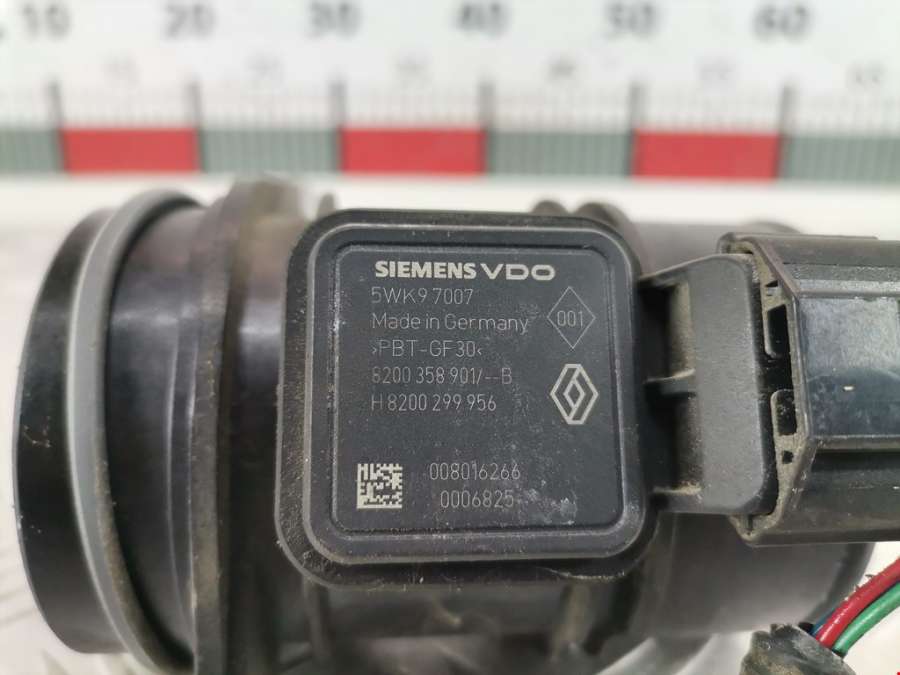 10 20 30 40 50 60
SIEMENS VDO
5WK9 7007
Made in Germany
001
>PBT-GF30<
8200 358 901/--B
H 8200 299 956
008016266
0006825